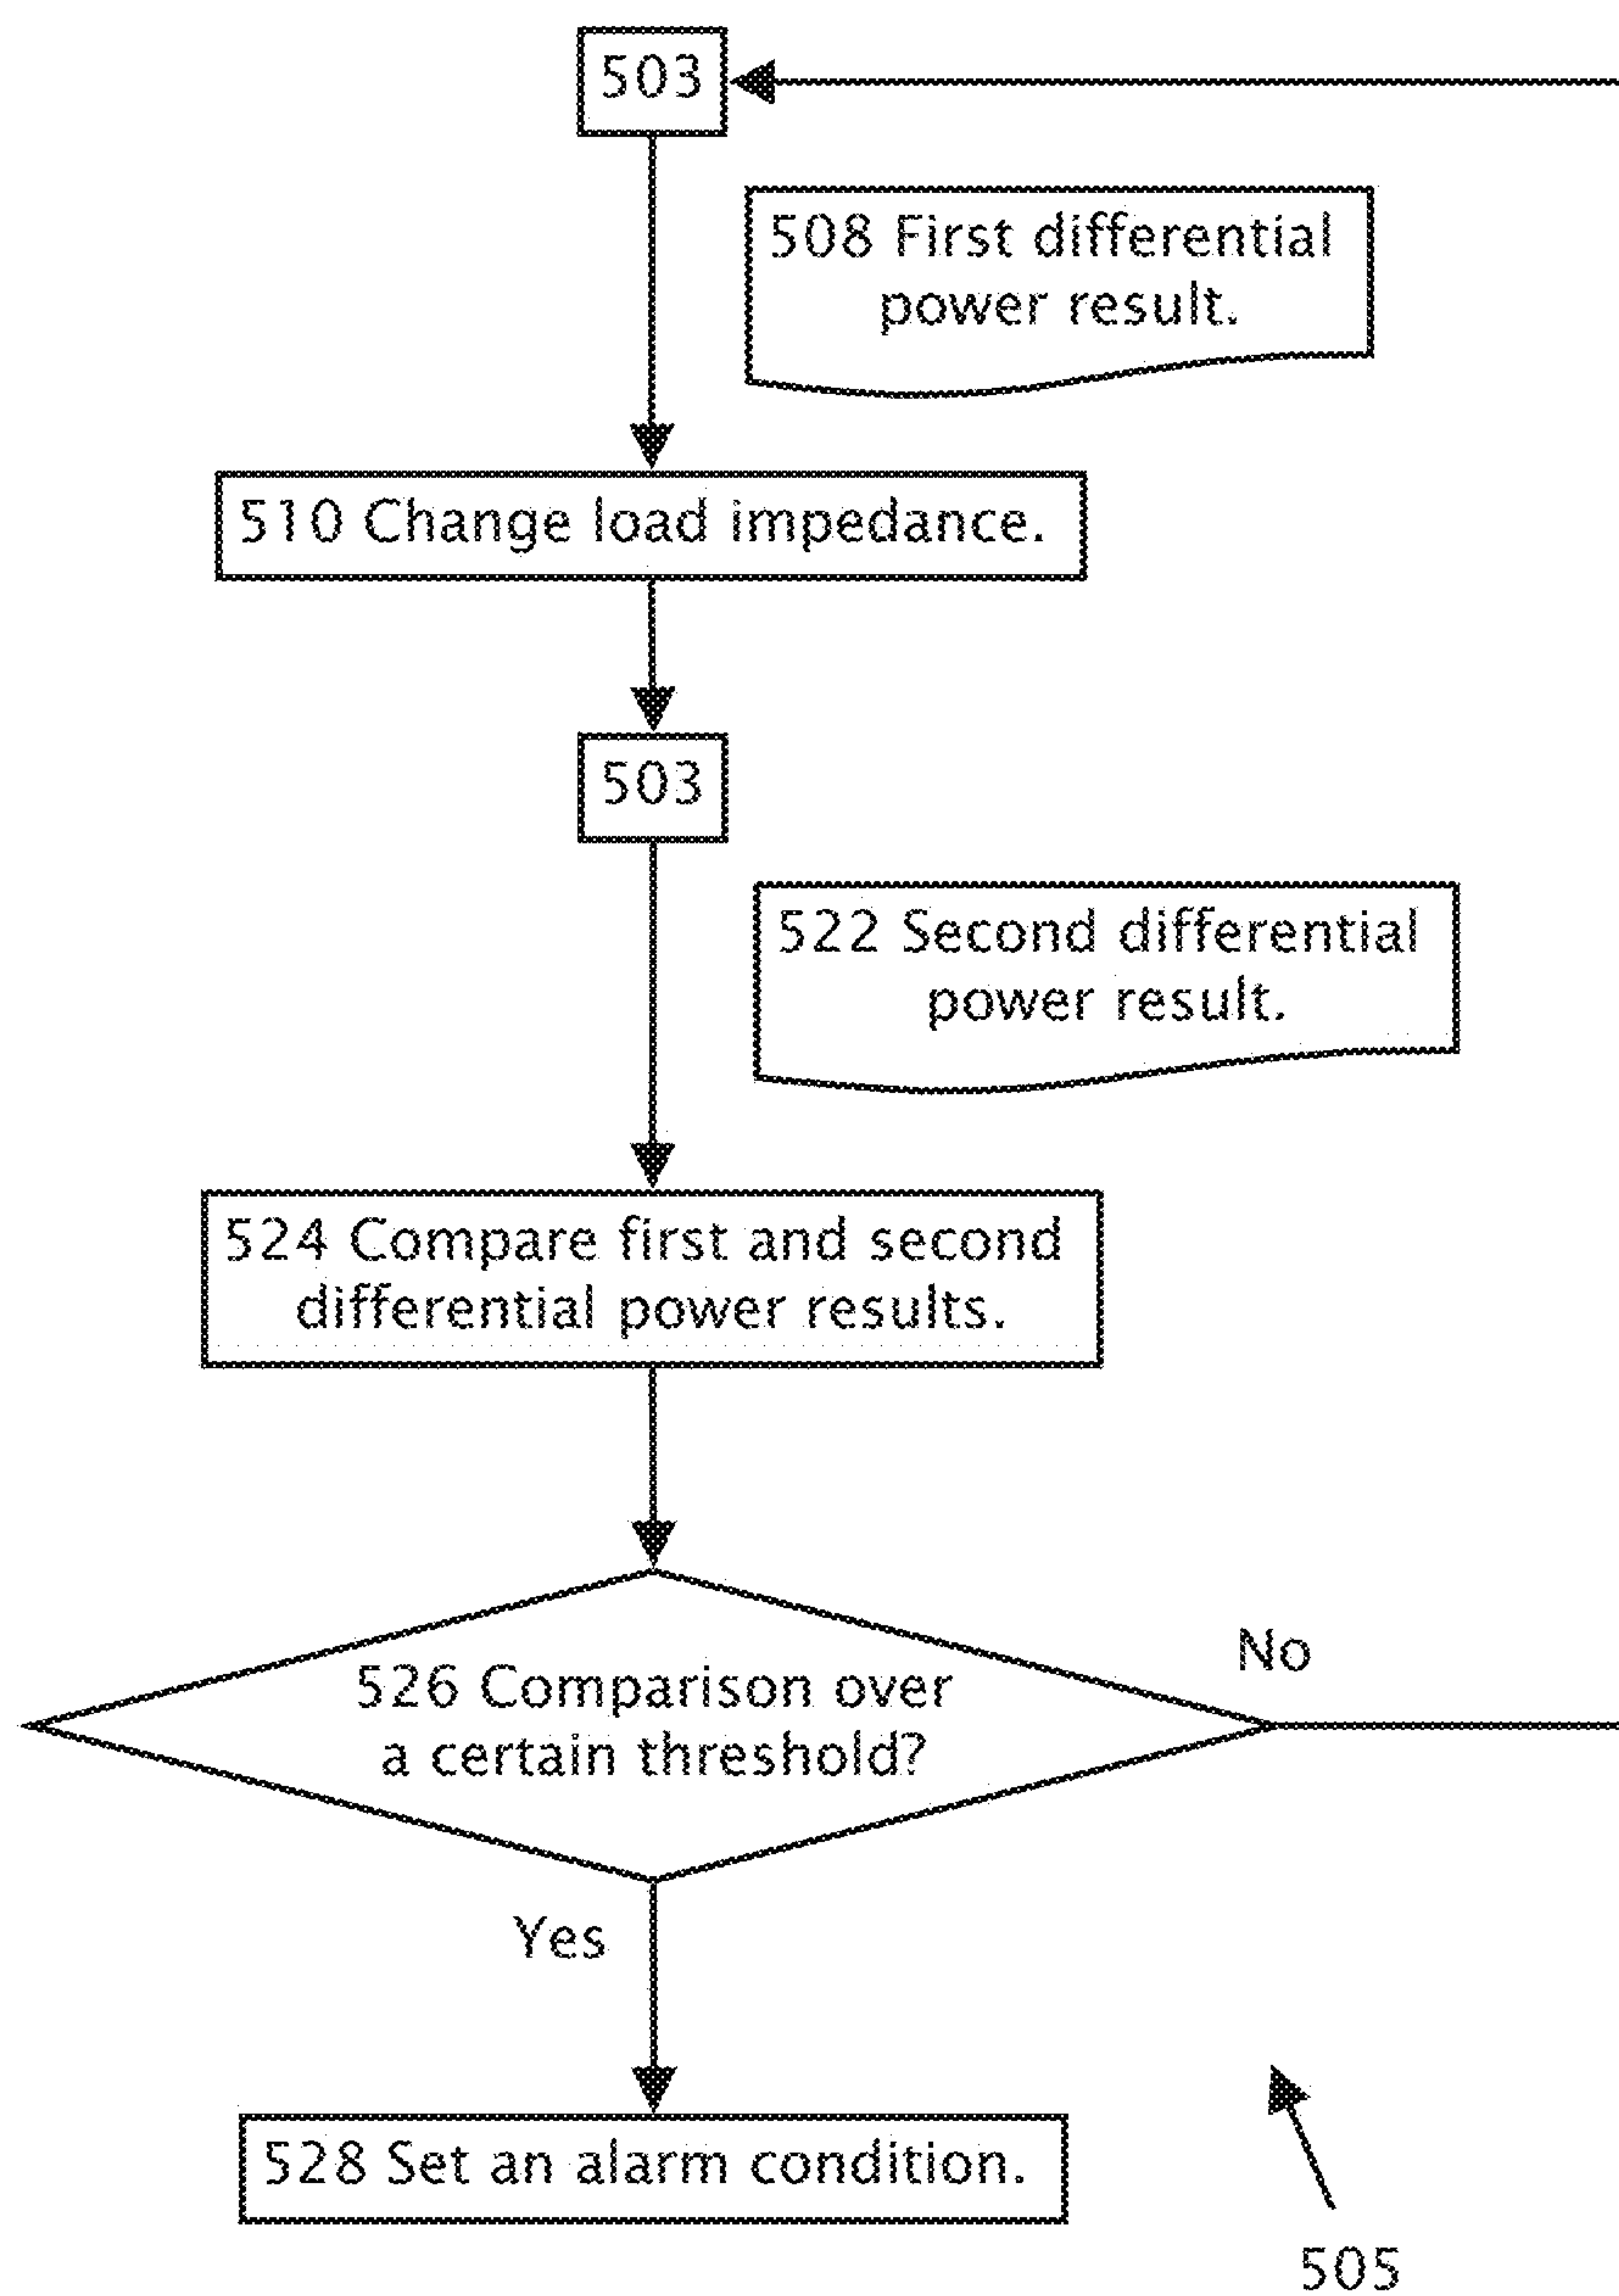 503
508 First differential
power result.
510 Change load impedance.
503
522 Second differential
power result.
524 Compare first and second
differential power results.
526 Comparison over
a certain threshold?
No
Yes
528 Set an alarm condition.
505